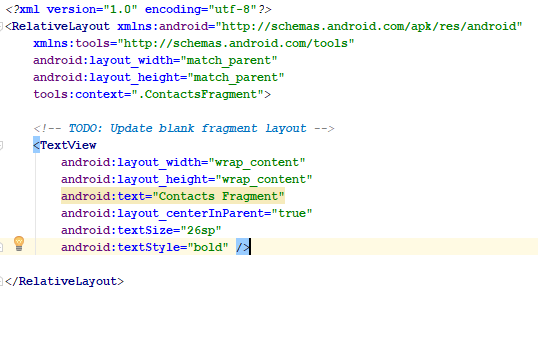 <?xml version="1.0" encoding="utf-8"?>
<RelativeLayout xmlns:android="http://schemas.android.com/apk/res/android"
    xmlns:tools="http://schemas.android.com/tools"
    android:layout_width="match_parent"
    android:layout_height="match_parent"
    tools:context=".ContactsFragment">

    <!-- TODO: Update blank fragment layout -->
    <TextView
        android:layout_width="wrap_content"
        android:layout_height="wrap_content"
        android:text="Contacts Fragment"
        android:layout_centerInParent="true"
        android:textSize="26sp"
        android:textStyle="bold" />

</RelativeLayout>